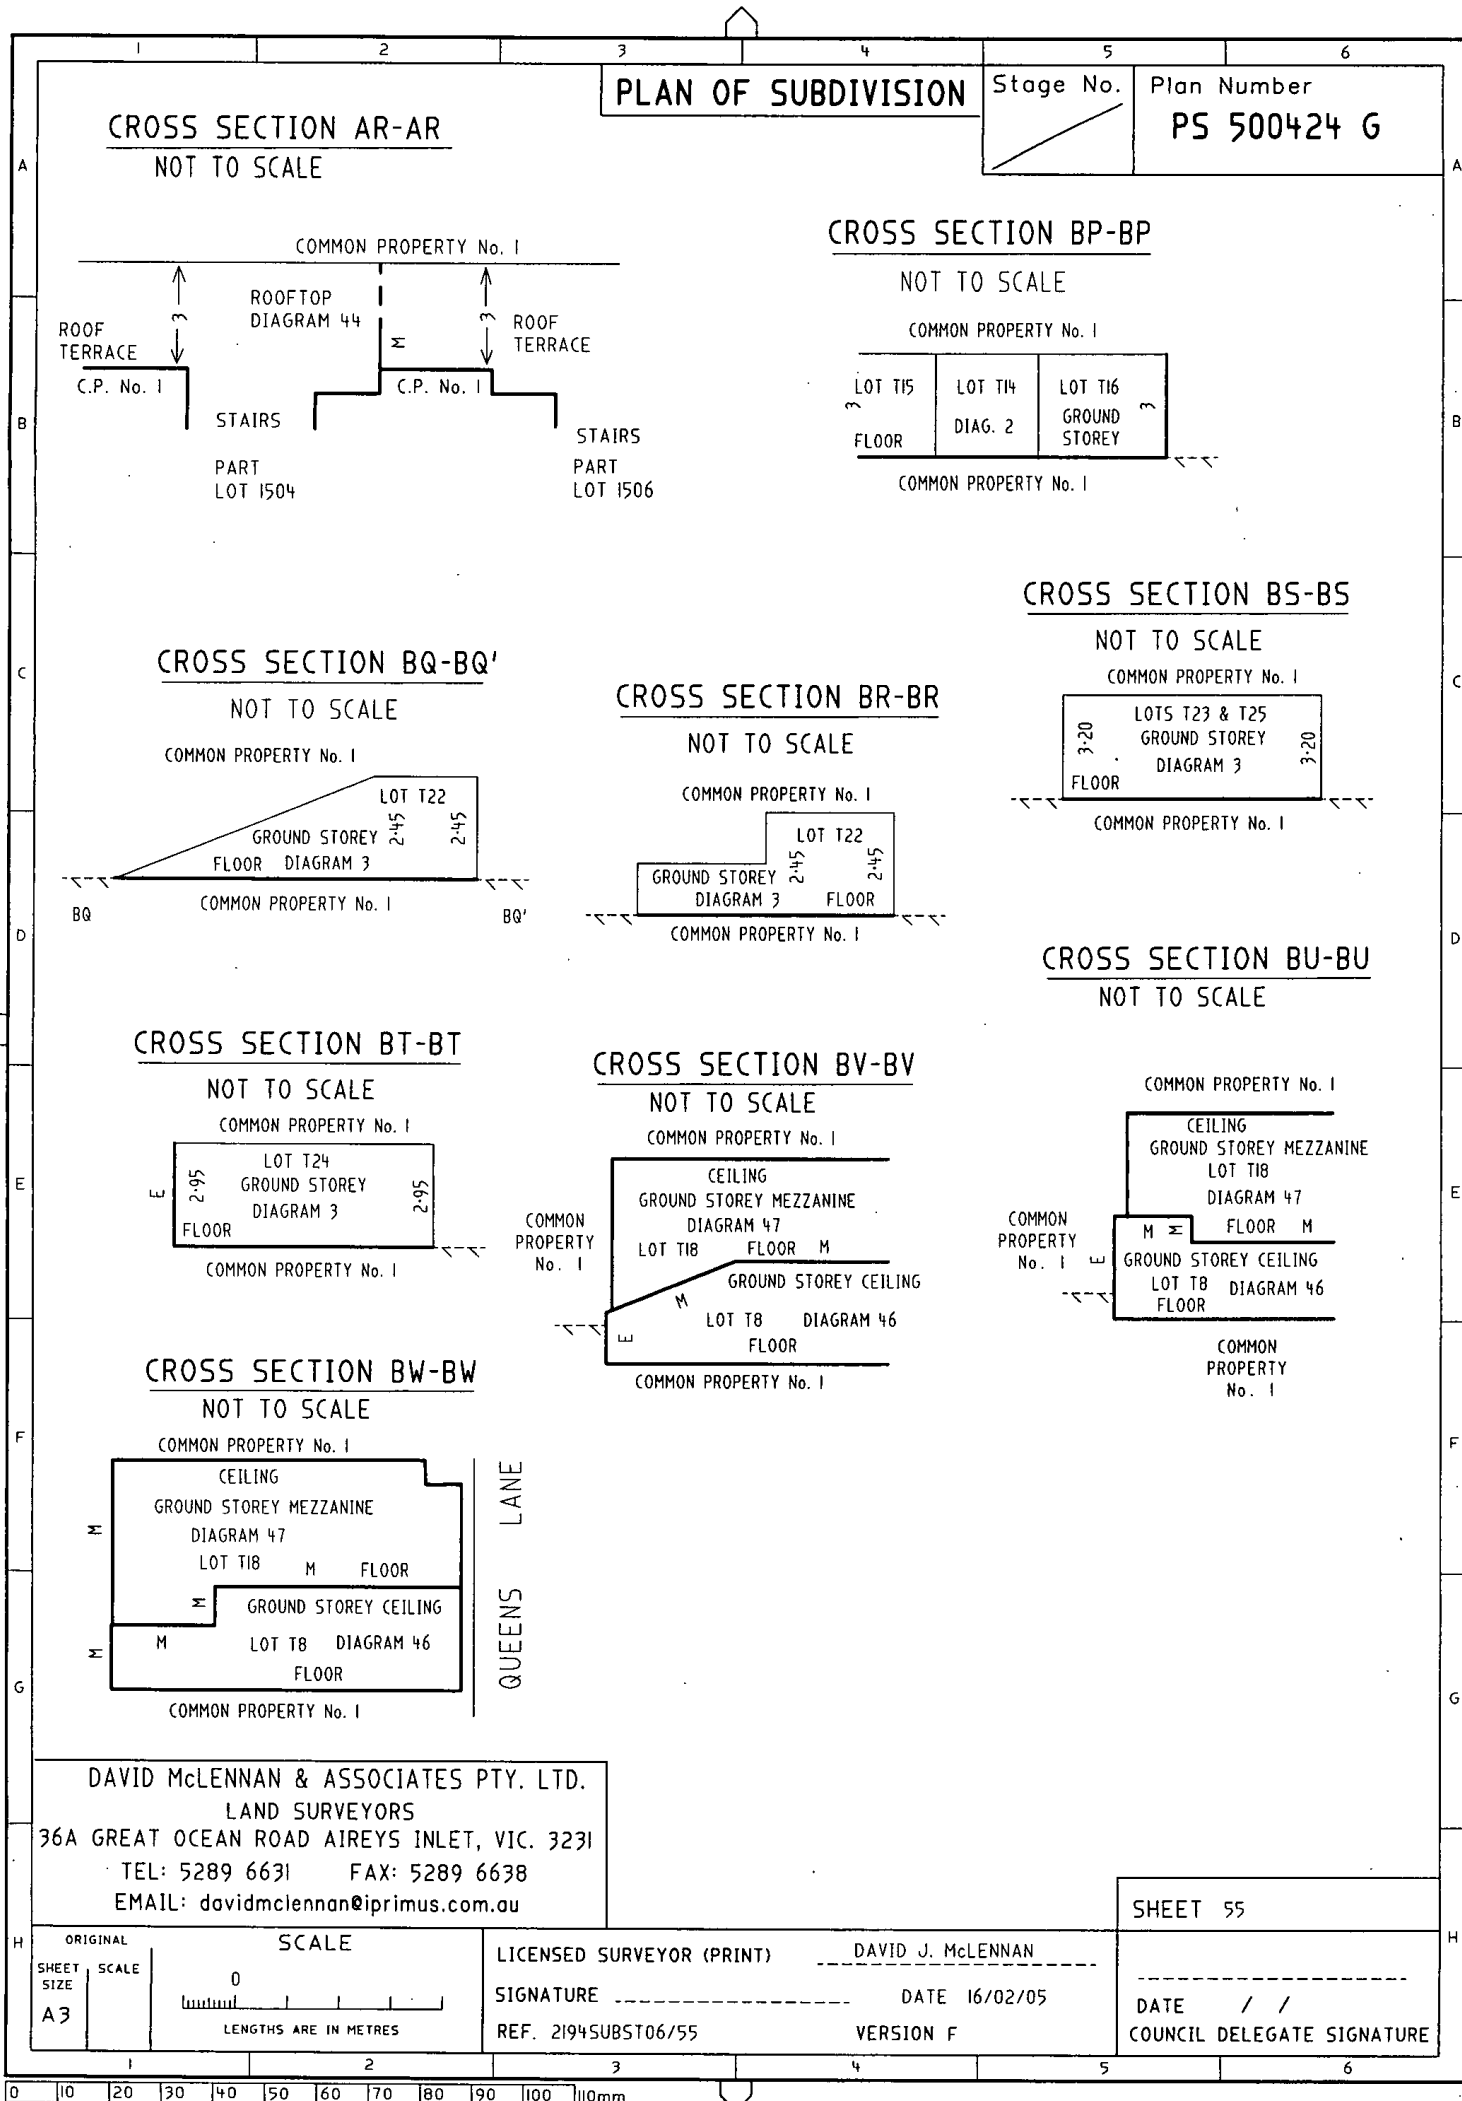 1 2 3 4 5 6
PLAN OF SUBDIVISION
Stage No.
Plan Number
PS 500424 G
A A
B B
C C
D D
E E
F F
G G
H H
CROSS SECTION AR-AR
NOT TO SCALE
COMMON PROPERTY No. 1
ROOFTOP
DIAGRAM 44
3
3
ROOF
TERRACE
ROOF
TERRACE
M
C.P. No. 1
C.P. No. 1
STAIRS
STAIRS
PART
LOT 1504
PART
LOT 1506
CROSS SECTION BP-BP
NOT TO SCALE
COMMON PROPERTY No. 1
LOT T15
3
FLOOR
LOT T14
DIAG. 2
LOT T16
GROUND
STOREY
3
COMMON PROPERTY No. 1
CROSS SECTION BS-BS
NOT TO SCALE
COMMON PROPERTY No. 1
LOTS T23 & T25
GROUND STOREY
DIAGRAM 3
3·20
3·20
FLOOR
COMMON PROPERTY No. 1
CROSS SECTION BQ-BQ'
NOT TO SCALE
COMMON PROPERTY No. 1
LOT T22
GROUND STOREY
2·45
2·45
FLOOR DIAGRAM 3
COMMON PROPERTY No. 1
BQ
BQ'
CROSS SECTION BR-BR
NOT TO SCALE
COMMON PROPERTY No. 1
LOT T22
2·45
2·45
GROUND STOREY
DIAGRAM 3 FLOOR
COMMON PROPERTY No. 1
CROSS SECTION BU-BU
NOT TO SCALE
COMMON PROPERTY No. 1
CEILING
GROUND STOREY MEZZANINE
LOT T18
DIAGRAM 47
M M FLOOR M
COMMON
PROPERTY
No. 1
E
GROUND STOREY CEILING
LOT T8 DIAGRAM 46
FLOOR
COMMON
PROPERTY
No. 1
CROSS SECTION BT-BT
NOT TO SCALE
COMMON PROPERTY No. 1
E
2·95
LOT T24
GROUND STOREY
DIAGRAM 3
2·95
FLOOR
COMMON PROPERTY No. 1
CROSS SECTION BV-BV
NOT TO SCALE
COMMON PROPERTY No. 1
CEILING
GROUND STOREY MEZZANINE
DIAGRAM 47
LOT T18 FLOOR M
COMMON
PROPERTY
No. 1
GROUND STOREY CEILING
M
LOT T8 DIAGRAM 46
E
FLOOR
COMMON PROPERTY No. 1
CROSS SECTION BW-BW
NOT TO SCALE
COMMON PROPERTY No. 1
CEILING
GROUND STOREY MEZZANINE
M
DIAGRAM 47
LOT T18 M FLOOR
M
GROUND STOREY CEILING
M
M LOT T8 DIAGRAM 46
FLOOR
COMMON PROPERTY No. 1
QUEENS LANE
DAVID McLENNAN & ASSOCIATES PTY. LTD.
LAND SURVEYORS
36A GREAT OCEAN ROAD AIREYS INLET, VIC. 3231
TEL: 5289 6631 FAX: 5289 6638
EMAIL: davidmclennan@iprimus.com.au
SHEET 55
ORIGINAL
SHEET SIZE
SCALE
A3
SCALE
0
LENGTHS ARE IN METRES
LICENSED SURVEYOR (PRINT) DAVID J. McLENNAN
SIGNATURE DATE 16/02/05
REF. 2194SUBST06/55 VERSION F
DATE / /
COUNCIL DELEGATE SIGNATURE
1 2 3 4 5 6
0 10 20 30 40 50 60 70 80 90 100 110mm